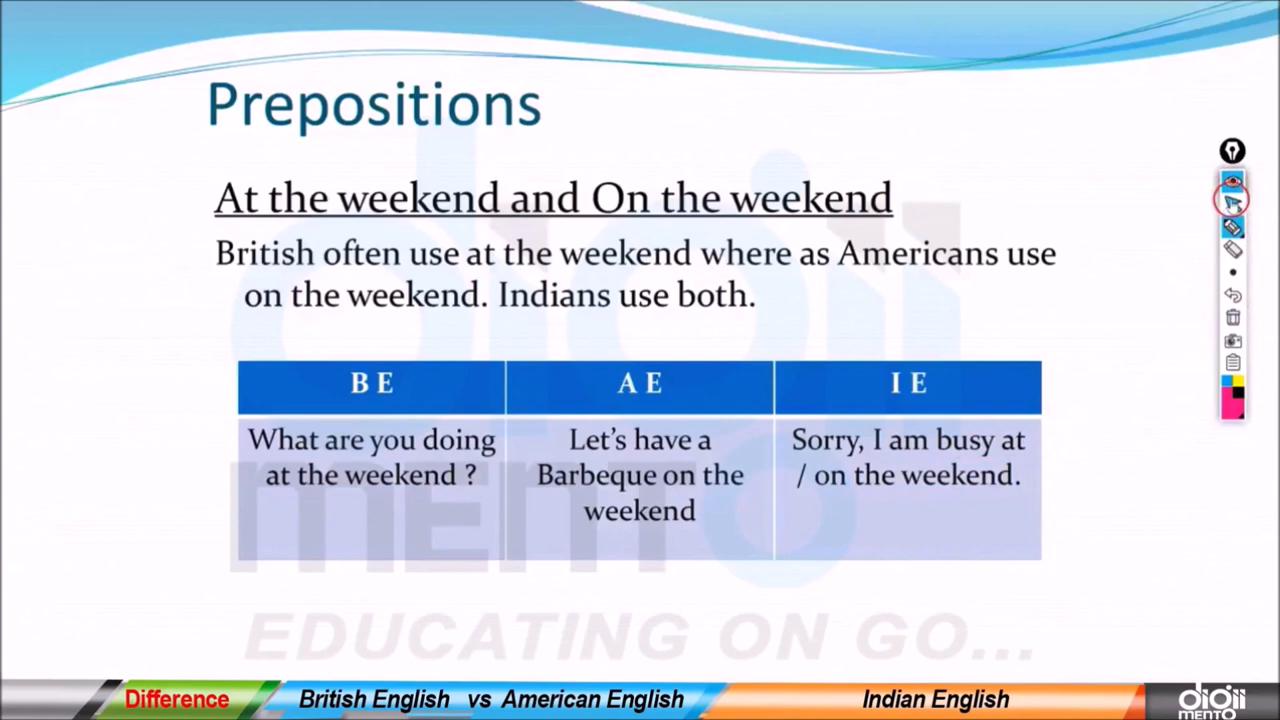 Prepositions
At the weekend and On the weekend
British often use at the weekend where as Americans use
on the weekend. Indians use both.
B E A E I E
What are you doing Let's have a Sorry, I am busy at
at the weekend ? Barbeque on the / on the weekend.
weekend
EDUCATING ON GO...
Difference British English vs American English Indian English
digii
MENTO